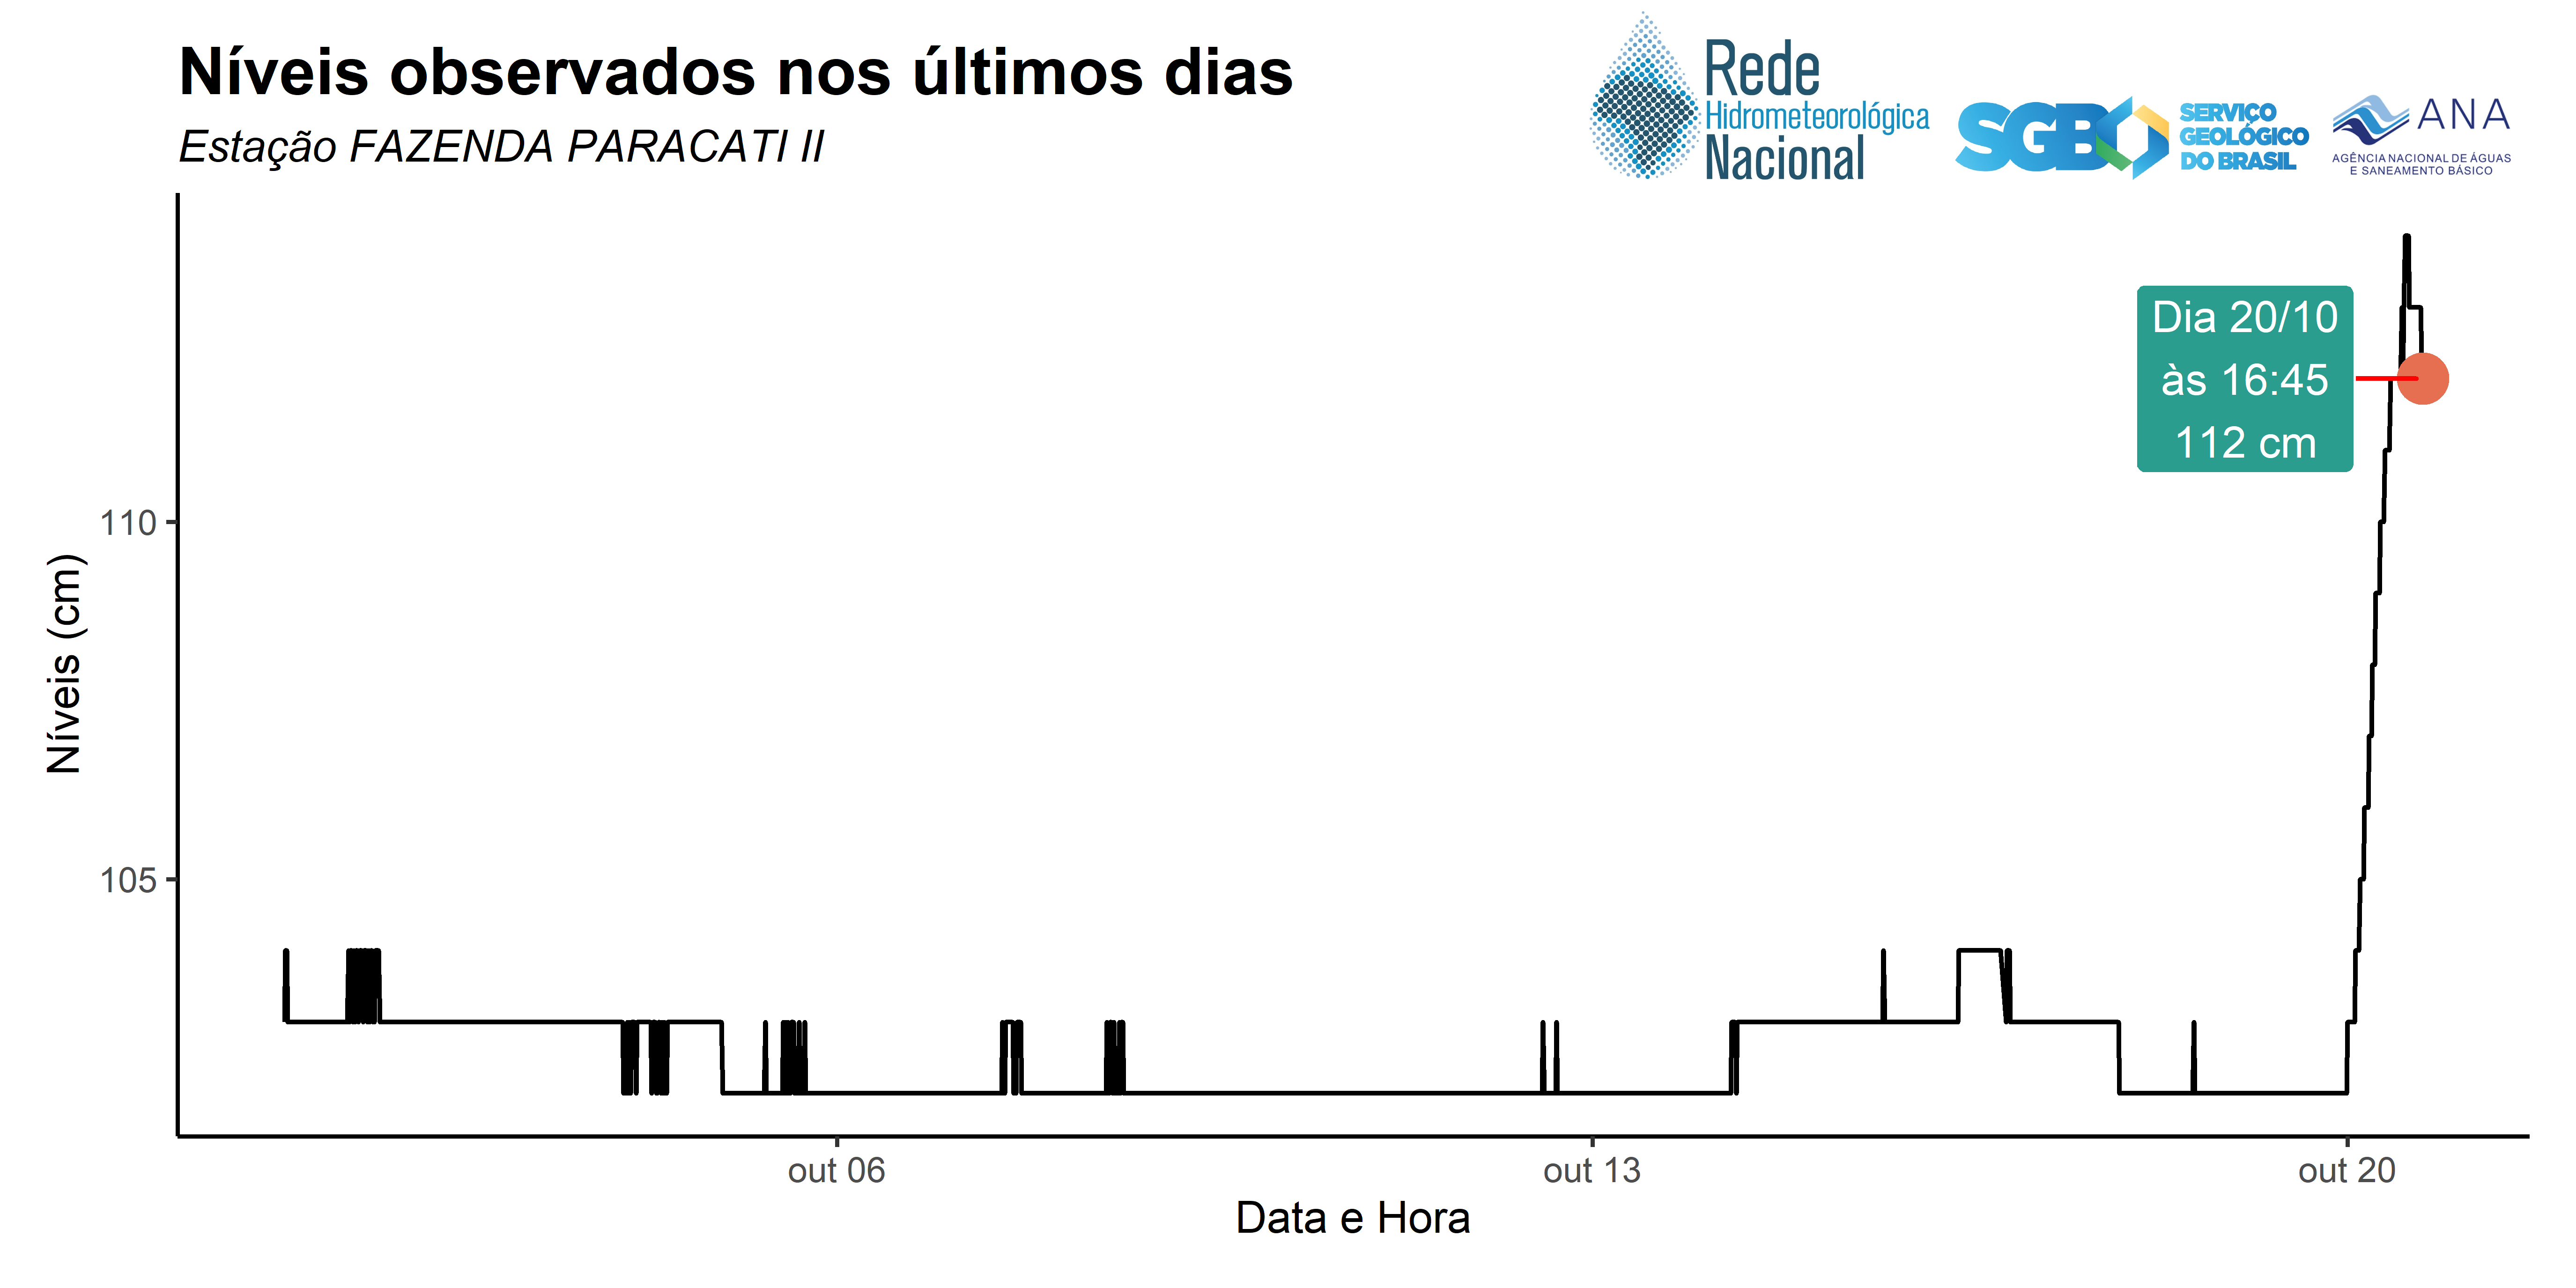 Níveis observados nos últimos dias
Estação FAZENDA PARACATI II
Rede
Hidrometeorológica
Nacional
SGB
SERVIÇO
GEOLÓGICO
DO BRASIL
ANA
AGÊNCIA NACIONAL DE ÁGUAS
E SANEAMENTO BÁSICO
Dia 20/10
às 16:45
112 cm
Níveis (cm)
110
105
out 06
out 13
out 20
Data e Hora